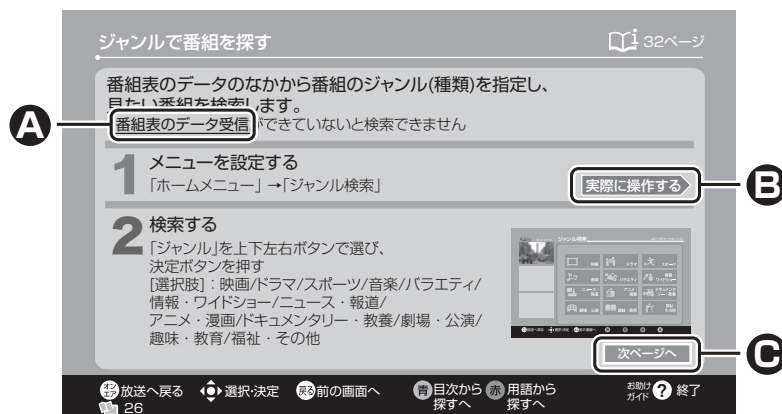 ジャンルで番組を探す
32ページ
番組表のデータのなかから番組のジャンル(種類)を指定し、
見たい番組を検索します。
番組表のデータ受信ができていないと検索できません
A
1 メニューを設定する
「ホームメニュー」→「ジャンル検索」
実際に操作する
B
2 検索する
「ジャンル」を上下左右ボタンで選び、
決定ボタンを押す
[選択肢]：映画/ドラマ/スポーツ/音楽/バラエティ/
情報・ワイドショー/ニュース・報道/
アニメ・漫画/ドキュメンタリー・教養/劇場・公演/
趣味・教育/福祉・その他
ジャンル検索
次ページへ
C
オンエア 放送へ戻る 選択・決定 戻る 前の画面へ 青 目次から探すへ 赤 用語から探すへ お助けガイド ? 終了
26